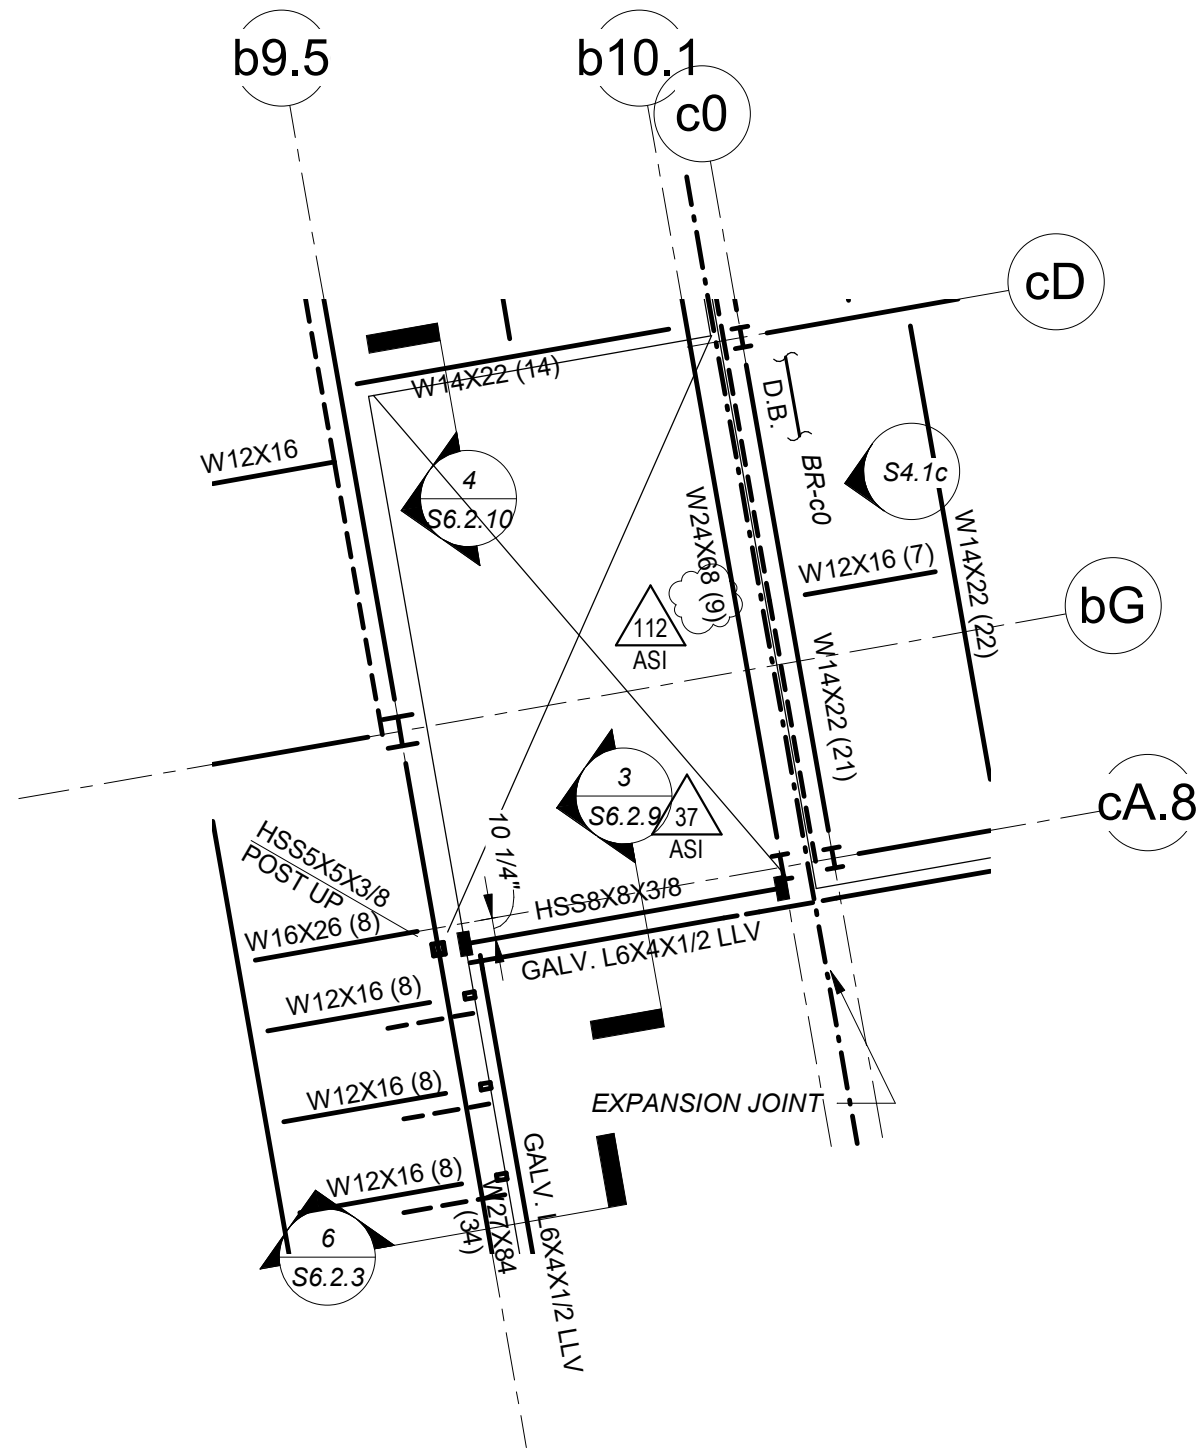 b9.5
b10.1
c0
cD
W14X22 (14)
D.B.
W12X16
BR-c0
4
S6.2.10
S4.1c
W24X68 (9)
W14X22 (22)
W12X16 (7)
112
ASI
bG
W14X22 (21)
3
S6.2.9
37
ASI
cA.8
10 1/4"
HSS5X5X3/8
POST UP
HSS8X8X3/8
W16X26 (8)
GALV. L6X4X1/2 LLV
W12X16 (8)
W12X16 (8)
EXPANSION JOINT
W12X16 (8)
W27X84
(34)
GALV. L6X4X1/2 LLV
6
S6.2.3